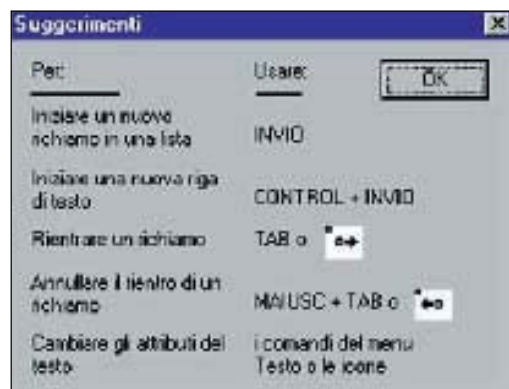 Suggerimenti
Per: Usare: OK
Iniziare un nuovo
richiamo in una lista INVIO
Iniziare una nuova riga
di testo CONTROL + INVIO
Rientrare un richiamo TAB o
Annullare il rientro di un
richiamo MAIUSC + TAB o
Cambiare gli attributi del i comandi del menu
testo Testo o le icone